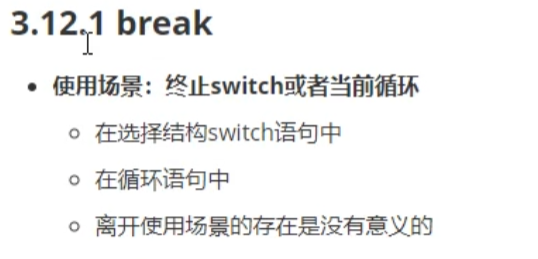 3.12.1 break
使用场景：终止switch或者当前循环
在选择结构switch语句中
在循环语句中
离开使用场景的存在是没有意义的